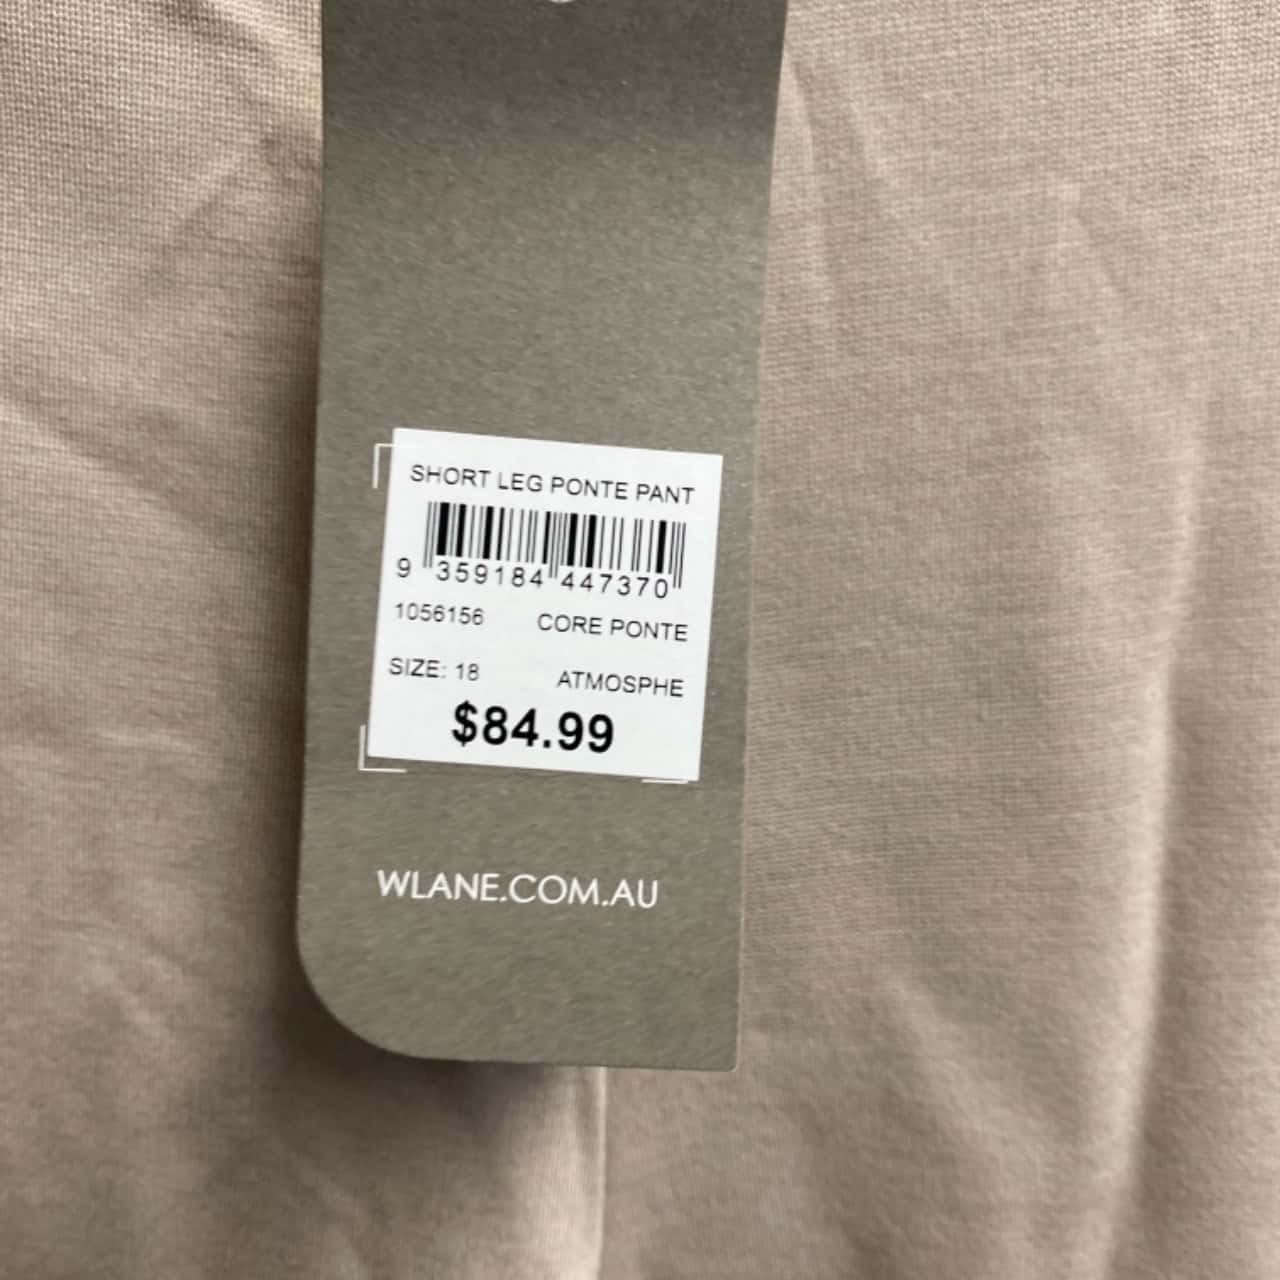 SHORT LEG PONTE PANT
9 359184 447370
1056156 CORE PONTE
SIZE: 18 ATMOSPHE
$84.99
WLANE.COM.AU